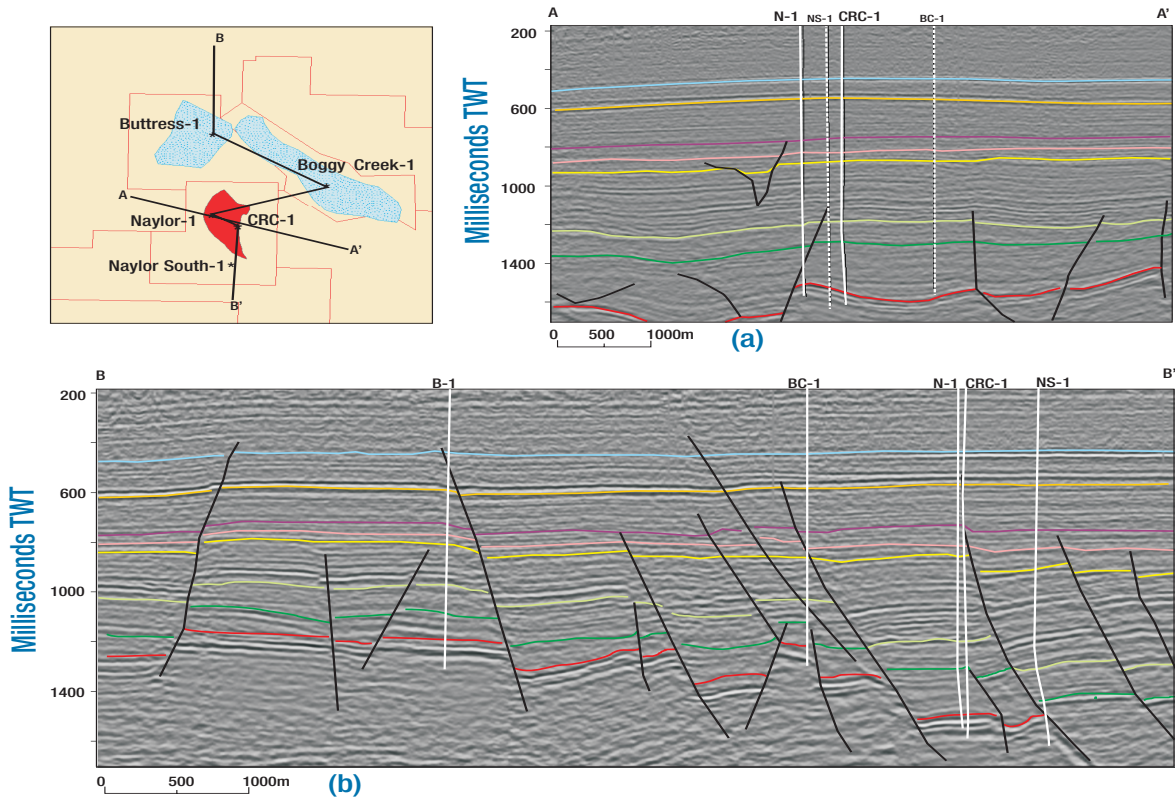 B
Buttress-1
Boggy Creek-1
A
Naylor-1
CRC-1
A'
Naylor South-1
B'
A
N-1
NS-1
CRC-1
BC-1
A'
200
600
1000
1400
Milliseconds TWT
0 500 1000m
(a)
B
B-1
BC-1
N-1
CRC-1
NS-1
B'
200
600
1000
1400
Milliseconds TWT
0 500 1000m
(b)